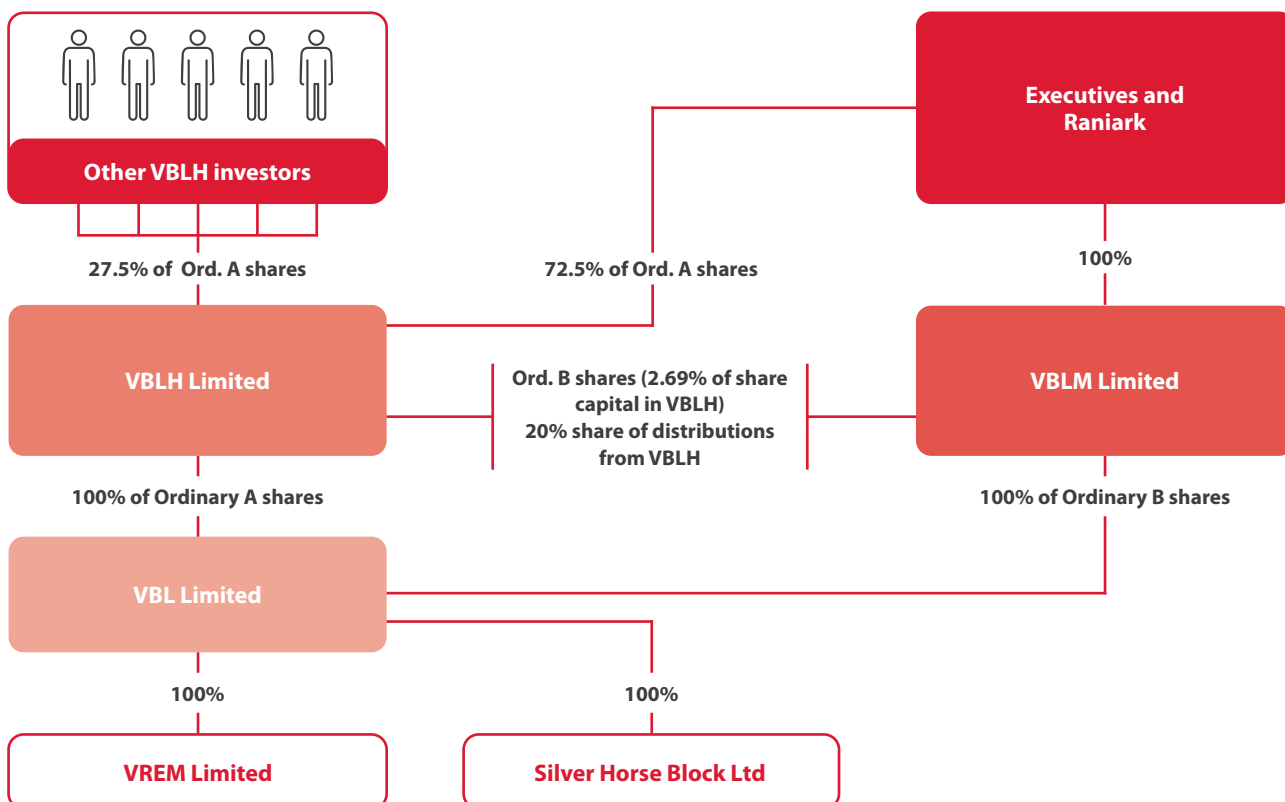 Executives and
Raniark
Other VBLH investors
27.5% of Ord. A shares
72.5% of Ord. A shares
100%
VBLH Limited
Ord. B shares (2.69% of share
capital in VBLH)
20% share of distributions
from VBLH
VBLM Limited
100% of Ordinary A shares
100% of Ordinary B shares
VBL Limited
100%
100%
VREM Limited
Silver Horse Block Ltd